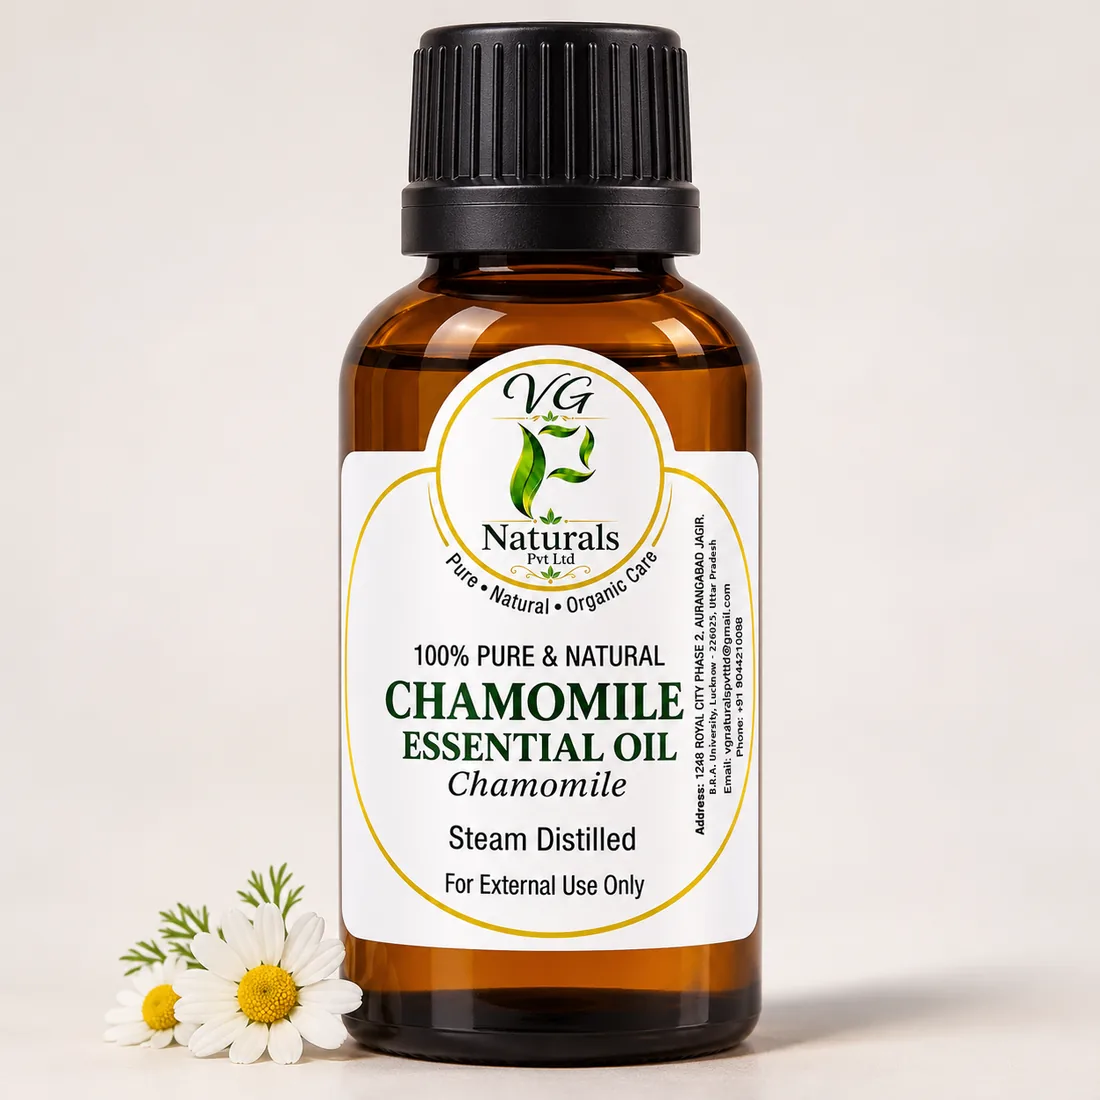 VG
Naturals
Pvt Ltd
Pure • Natural • Organic Care
100% PURE & NATURAL
CHAMOMILE
ESSENTIAL OIL
Chamomile
Steam Distilled
For External Use Only
Address: 1248 ROYAL CITY PHASE 2, AURANGABAD JAGIR.
B.R.A. University, Lucknow - 226025, Uttar Pradesh
Email: vgnaturalspvtltd@gmail.com
Phone: +91 9044210088